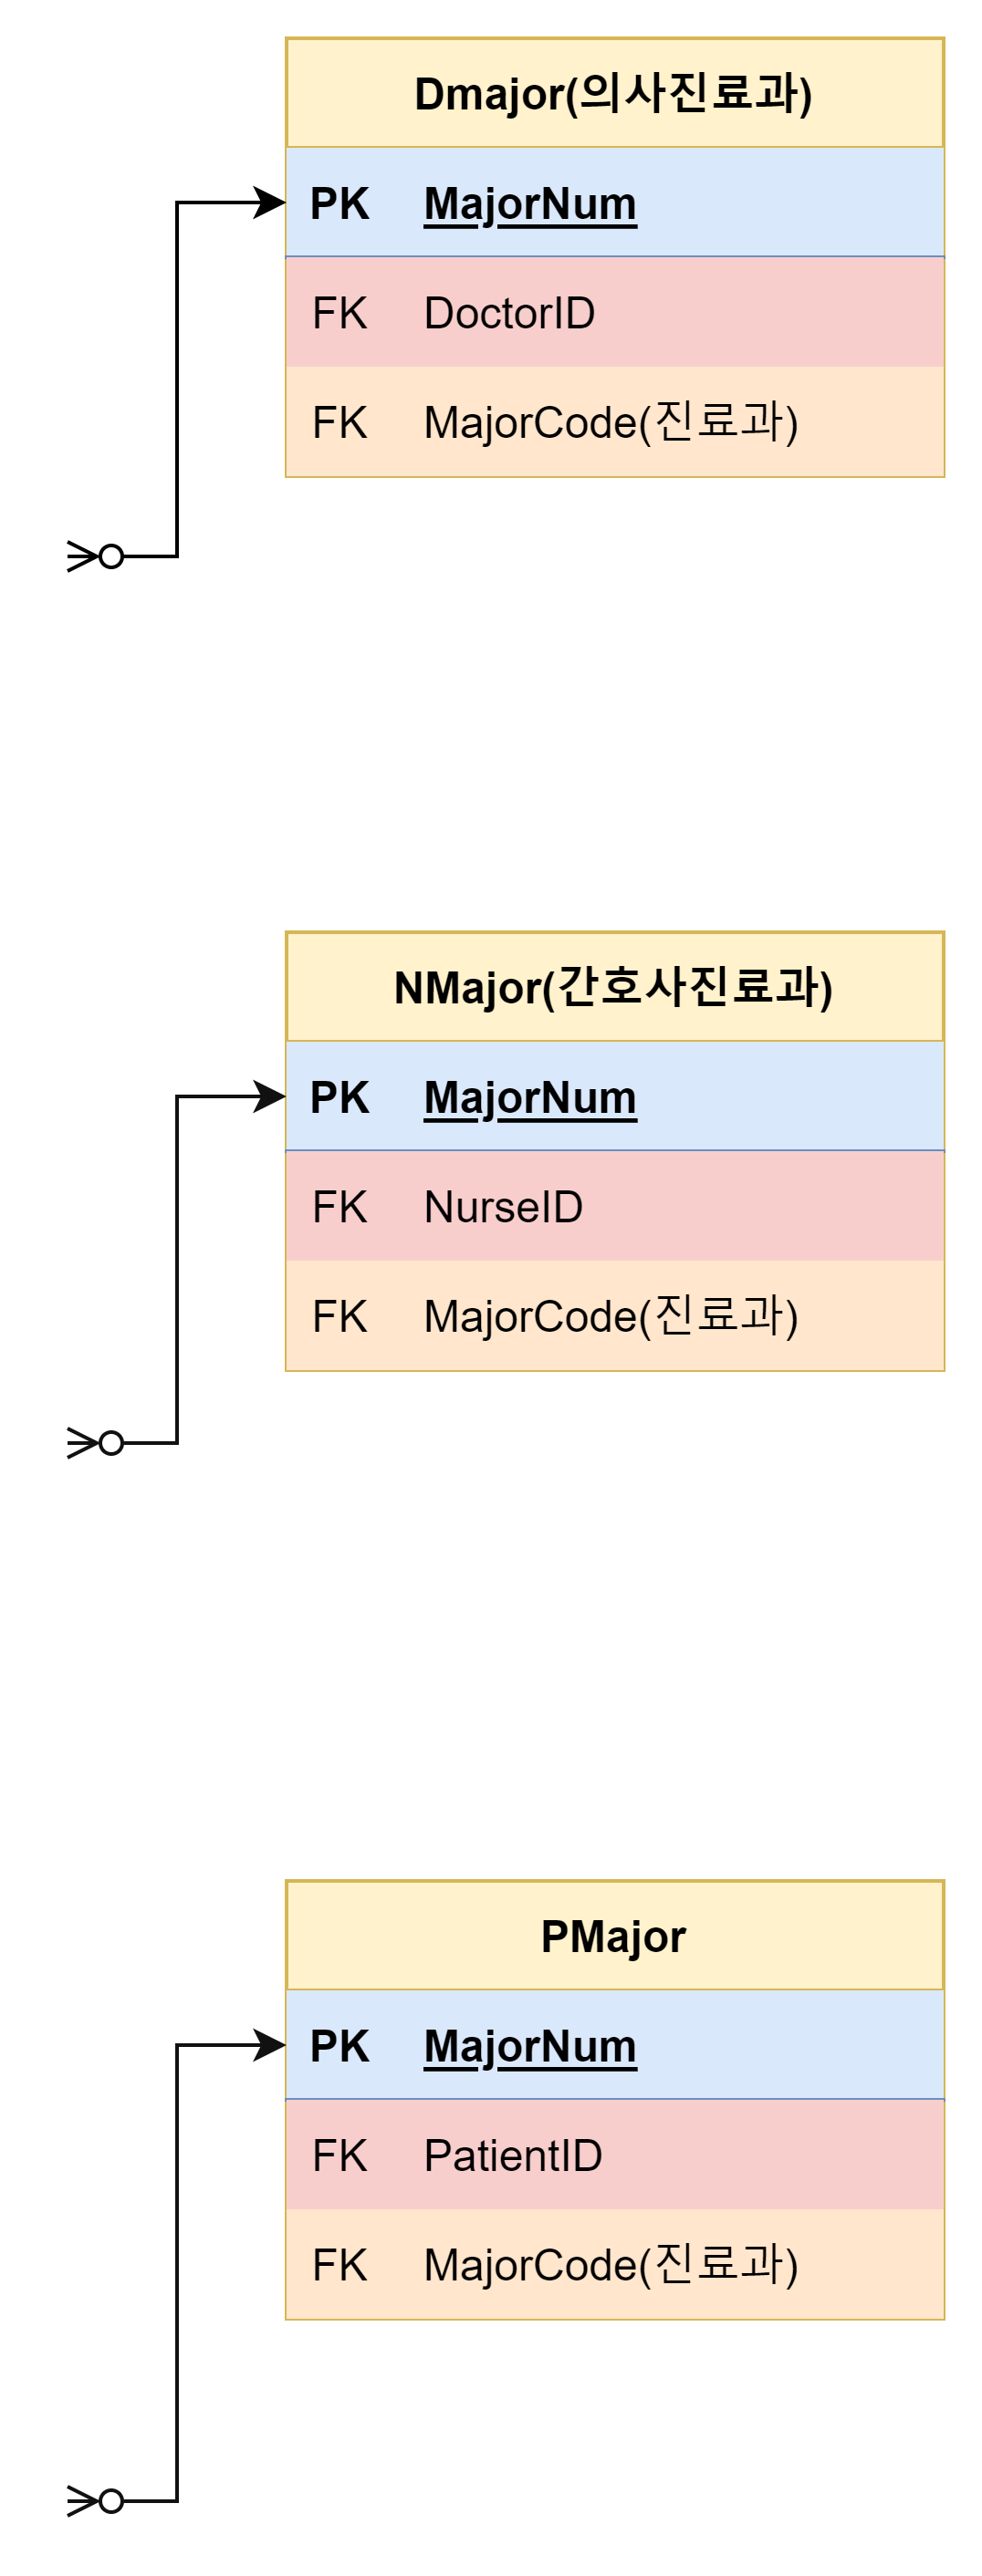 Dmajor(의사진료과)
PK MajorNum
FK DoctorID
FK MajorCode(진료과)
NMajor(간호사진료과)
PK MajorNum
FK NurseID
FK MajorCode(진료과)
PMajor
PK MajorNum
FK PatientID
FK MajorCode(진료과)